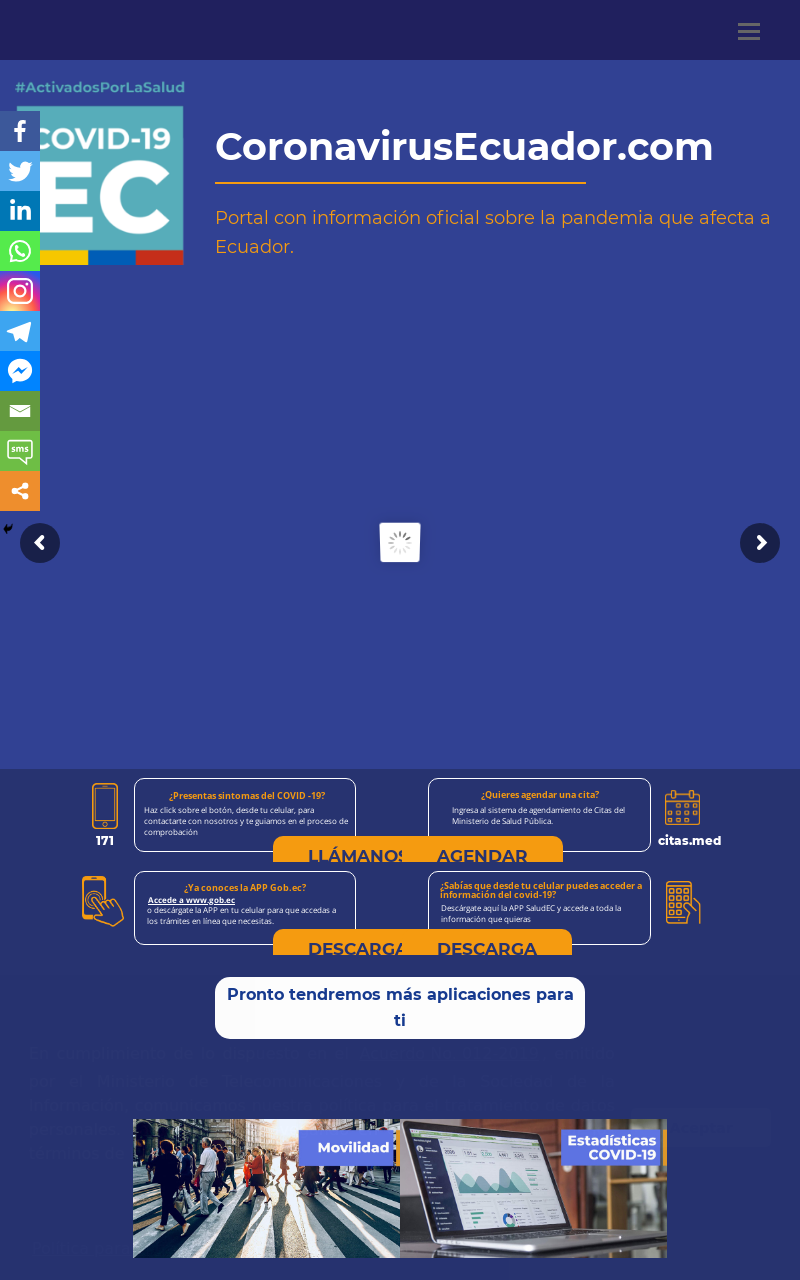 #ActivadosPorLaSalud
COVID-19
EC
CoronavirusEcuador.com
Portal con información oficial sobre la pandemia que afecta a
Ecuador.
sms
¿Presentas sintomas del COVID -19?
Haz click sobre el botón, desde tu celular, para
contactarte con nosotros y te guiamos en el proceso de
comprobación
171
LLÁMANOS
¿Quieres agendar una cita?
Ingresa al sistema de agendamiento de Citas del
Ministerio de Salud Pública.
citas.med
AGENDAR
¿Ya conoces la APP Gob.ec?
Accede a www.gob.ec
o descárgate la APP en tu celular para que accedas a
los trámites en línea que necesitas.
DESCARGA
¿Sabías que desde tu celular puedes acceder a
información del covid-19?
Descárgate aquí la APP SaludEC y accede a toda la
información que quieras
DESCARGA
Pronto tendremos más aplicaciones para
ti
Movilidad
Estadísticas
COVID-19